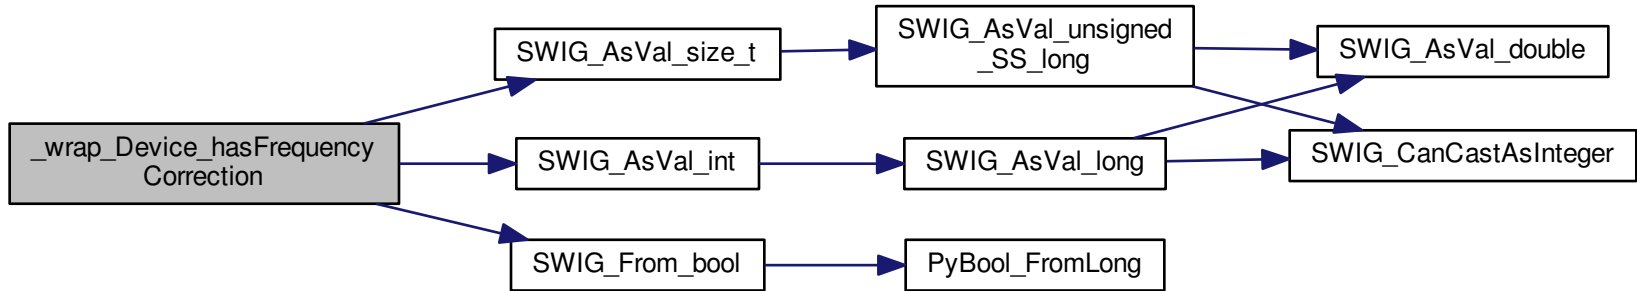 _wrap_Device_hasFrequency
Correction
SWIG_AsVal_size_t
SWIG_AsVal_unsigned
_SS_long
SWIG_AsVal_double
SWIG_CanCastAsInteger
SWIG_AsVal_int
SWIG_AsVal_long
SWIG_From_bool
PyBool_FromLong